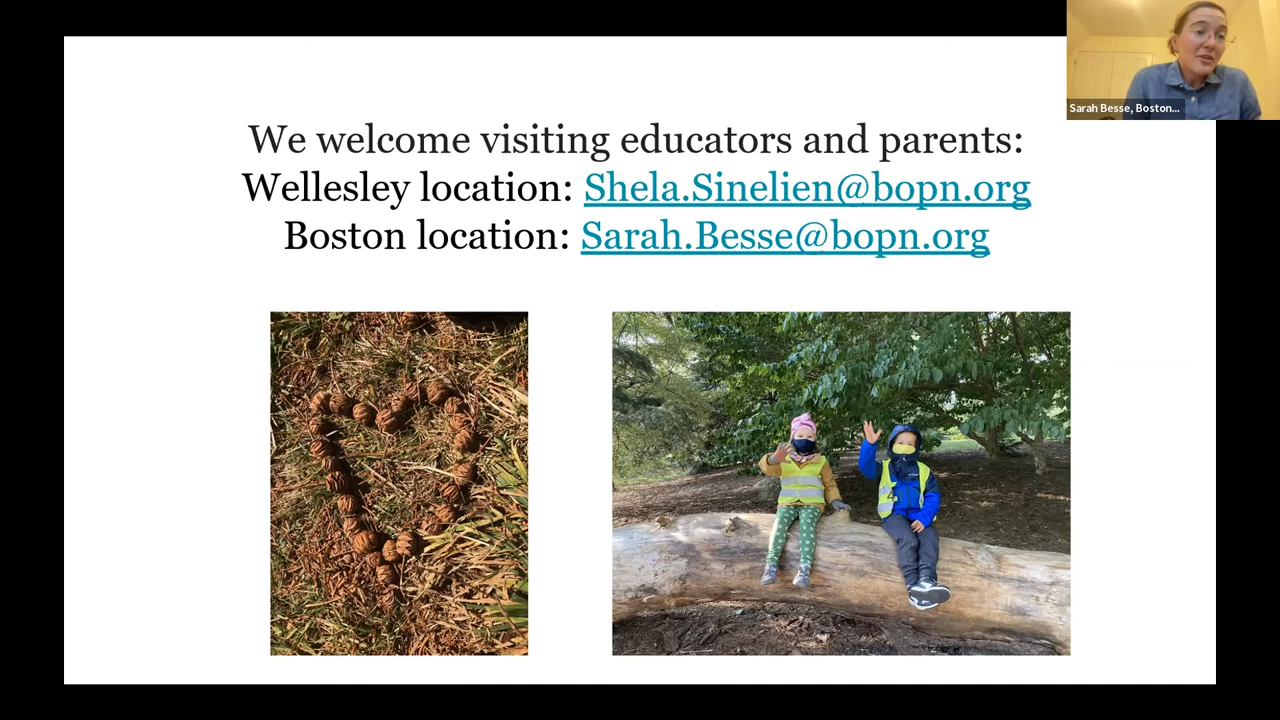 We welcome visiting educators and parents:
Wellesley location: Shela.Sinelien@bopn.org
Boston location: Sarah.Besse@bopn.org
Sarah Besse, Boston...